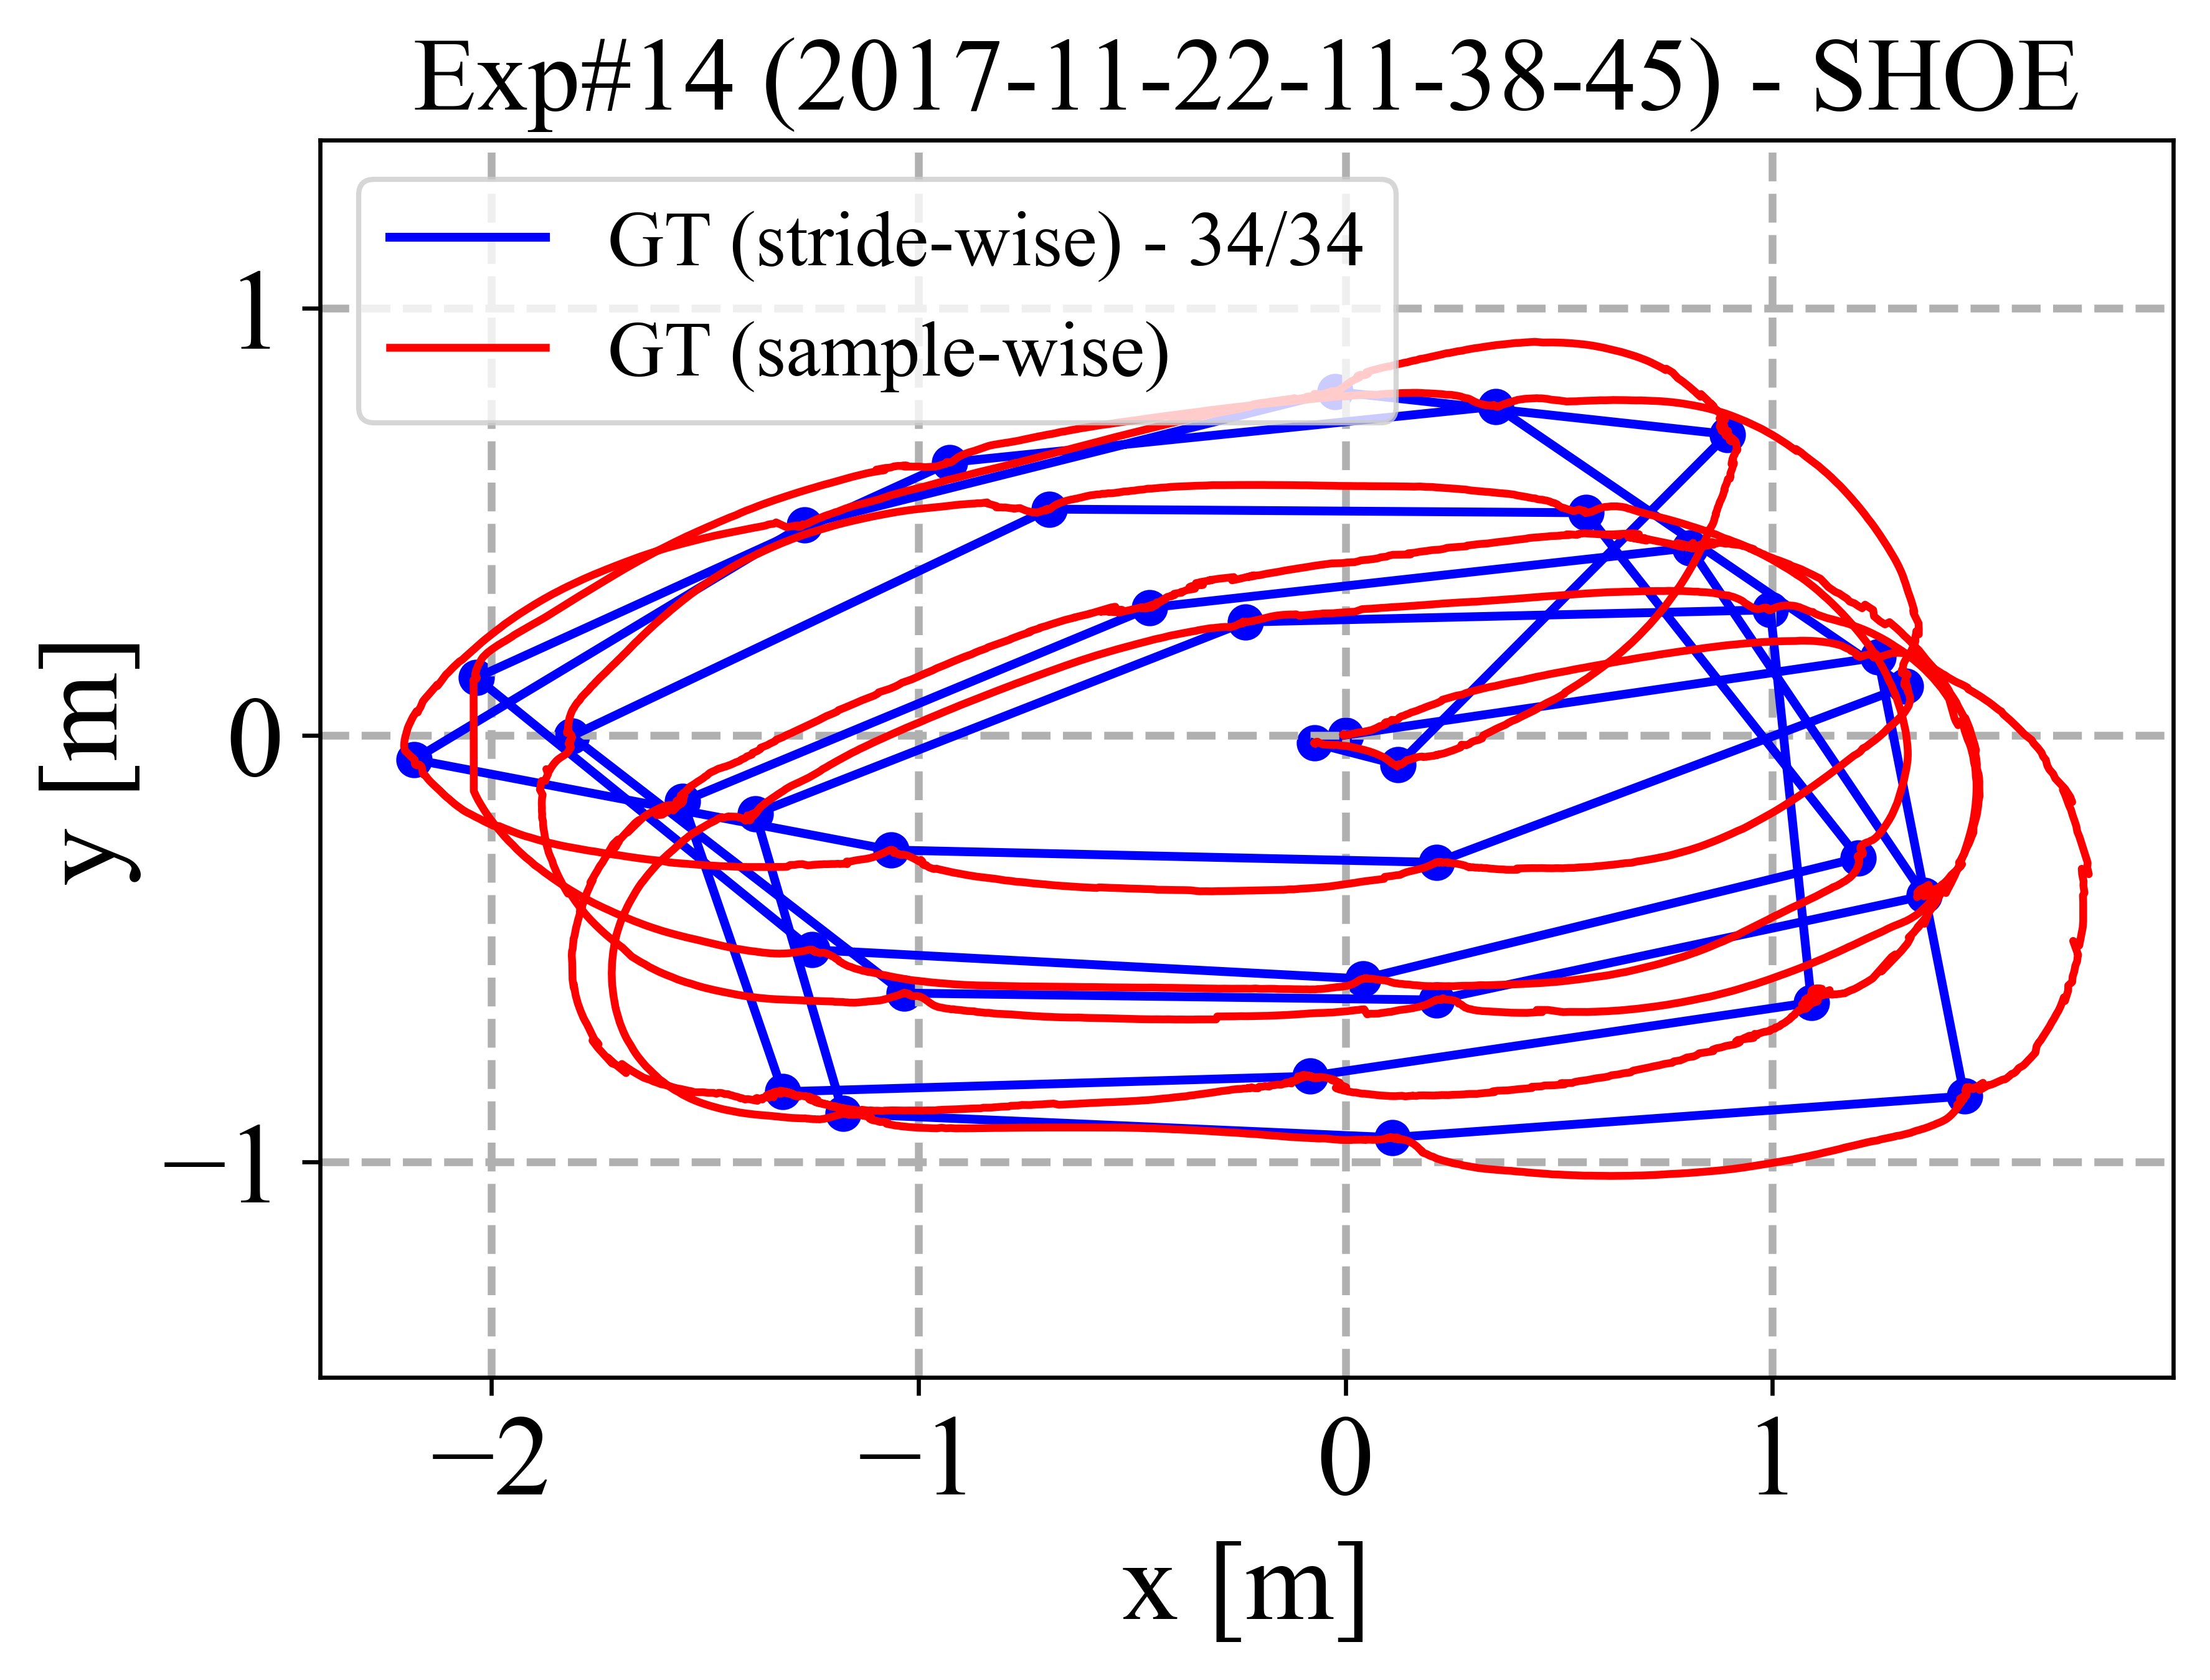 Exp#14 (2017-11-22-11-38-45) - SHOE
GT (stride-wise) - 34/34
GT (sample-wise)
1
0
−1
y [m]
−2 −1 0 1
x [m]